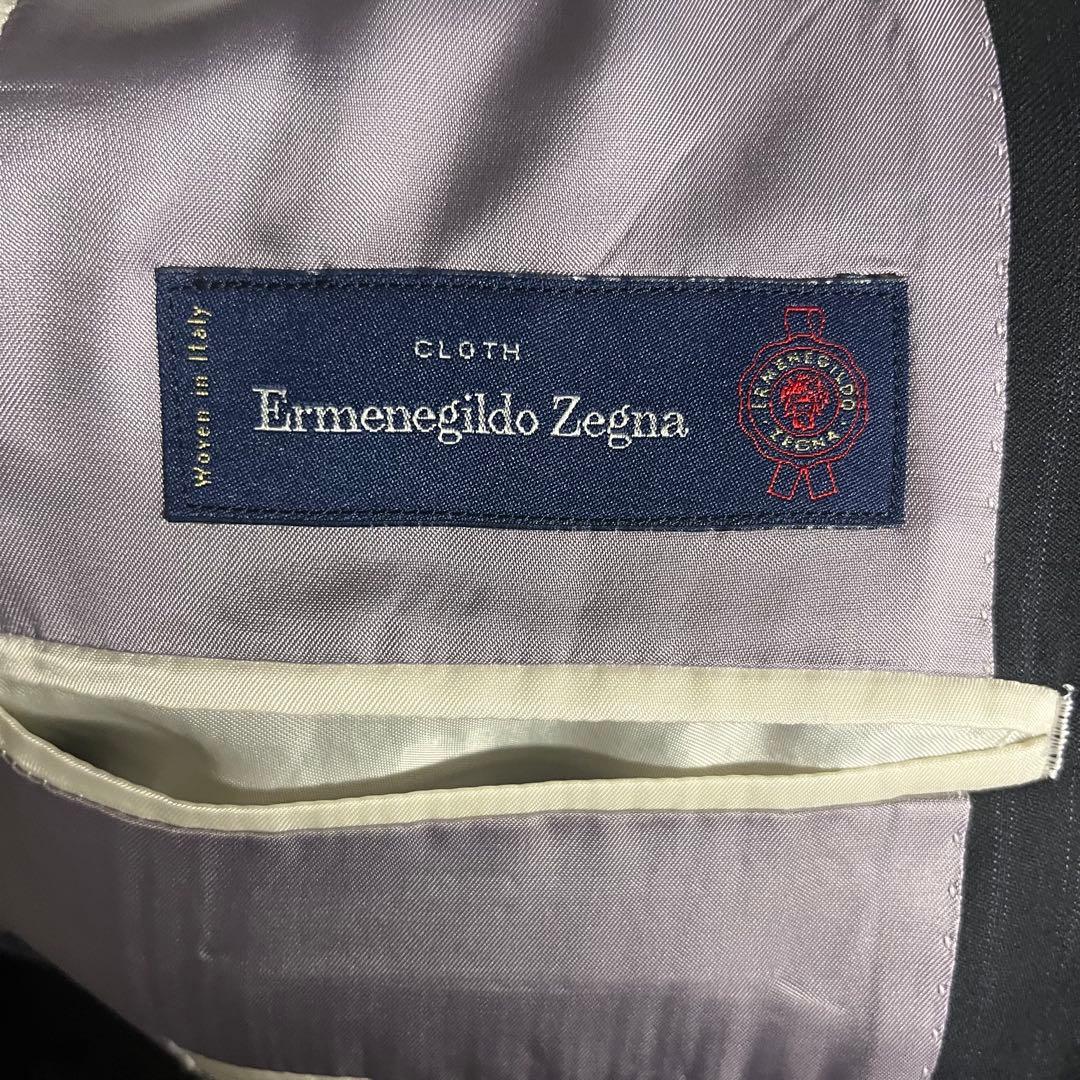 Woven in Italy
CLOTH
Ermenegildo Zegna
ERMENEGILDO
· ZEGNA ·